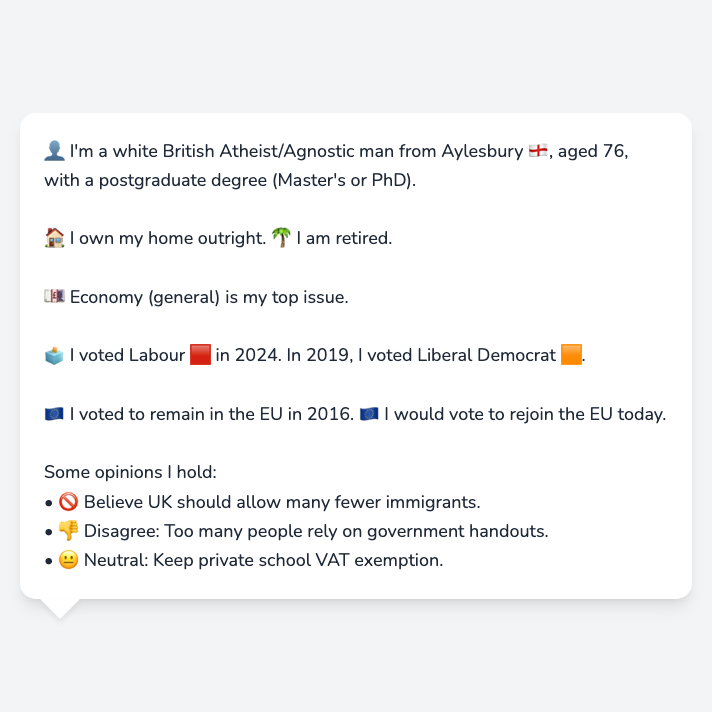 👤 I'm a white British Atheist/Agnostic man from Aylesbury 🏴󠁧󠁢󠁥󠁮󠁧󠁿, aged 76,
with a postgraduate degree (Master's or PhD).
🏠 I own my home outright. 🌴 I am retired.
💷 Economy (general) is my top issue.
🗳️ I voted Labour 🟥 in 2024. In 2019, I voted Liberal Democrat 🟧.
🇪🇺 I voted to remain in the EU in 2016. 🇪🇺 I would vote to rejoin the EU today.
Some opinions I hold:
• 🚫 Believe UK should allow many fewer immigrants.
• 👎 Disagree: Too many people rely on government handouts.
• 😐 Neutral: Keep private school VAT exemption.